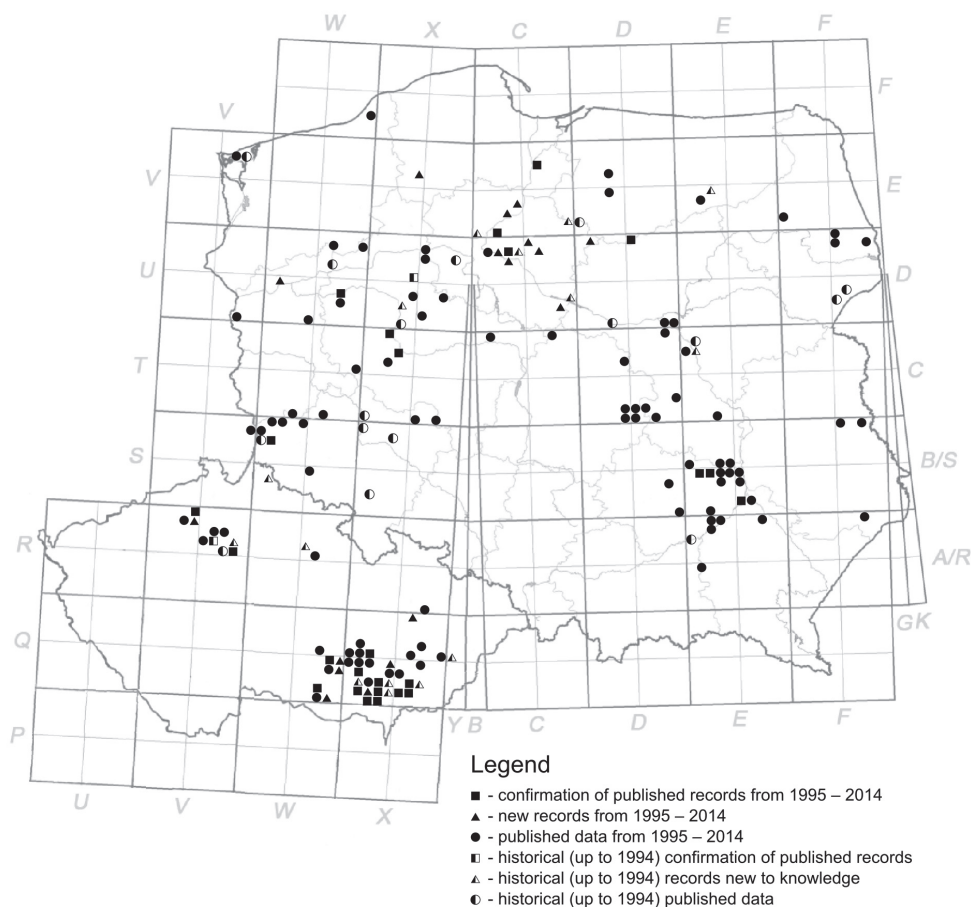 W X C D E F
F
V
V
E
U
D
T
C
S
B/S
R
A/R
GK
Q
Y B C D E F
P
U V W X
Legend
- confirmation of published records from 1995 – 2014
- new records from 1995 – 2014
- published data from 1995 – 2014
- historical (up to 1994) confirmation of published records
- historical (up to 1994) records new to knowledge
- historical (up to 1994) published data